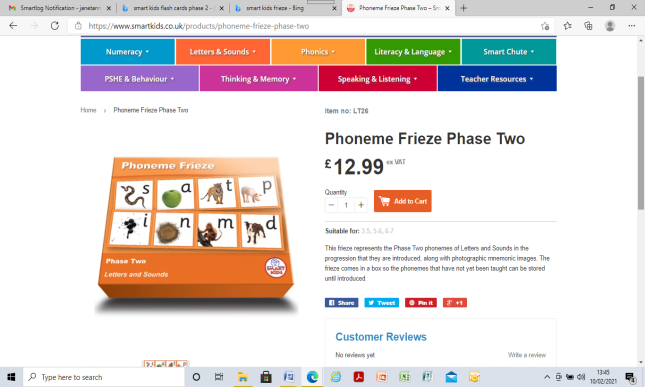 Smartlog Notification - janetarr
smart kids flash cards phase 2 -
smart kids frieze - Bing
Phoneme Frieze Phase Two – Sm
https://www.smartkids.co.uk/products/phoneme-frieze-phase-two
Numeracy
Letters & Sounds
Phonics
Literacy & Language
Smart Chute
PSHE & Behaviour
Thinking & Memory
Speaking & Listening
Teacher Resources
Home › Phoneme Frieze Phase Two
Item no: LT26
Phoneme Frieze Phase Two
£12.99 ex VAT
Quantity
− 1 +
Add to Cart
Suitable for: 3-5, 5-6, 6-7
This frieze represents the Phase Two phonemes of Letters and Sounds in the
progression that they are introduced, along with photographic mnemonic images. The
frieze comes in a box so the phonemes that have not yet been taught can be stored
until introduced.
Share
Tweet
Pin it
+1
Customer Reviews
No reviews yet
Write a review
Phoneme Frieze
s a t p
i n m d
Phase Two
Letters and Sounds
SMART KIDS
Type here to search
13:45
10/02/2021